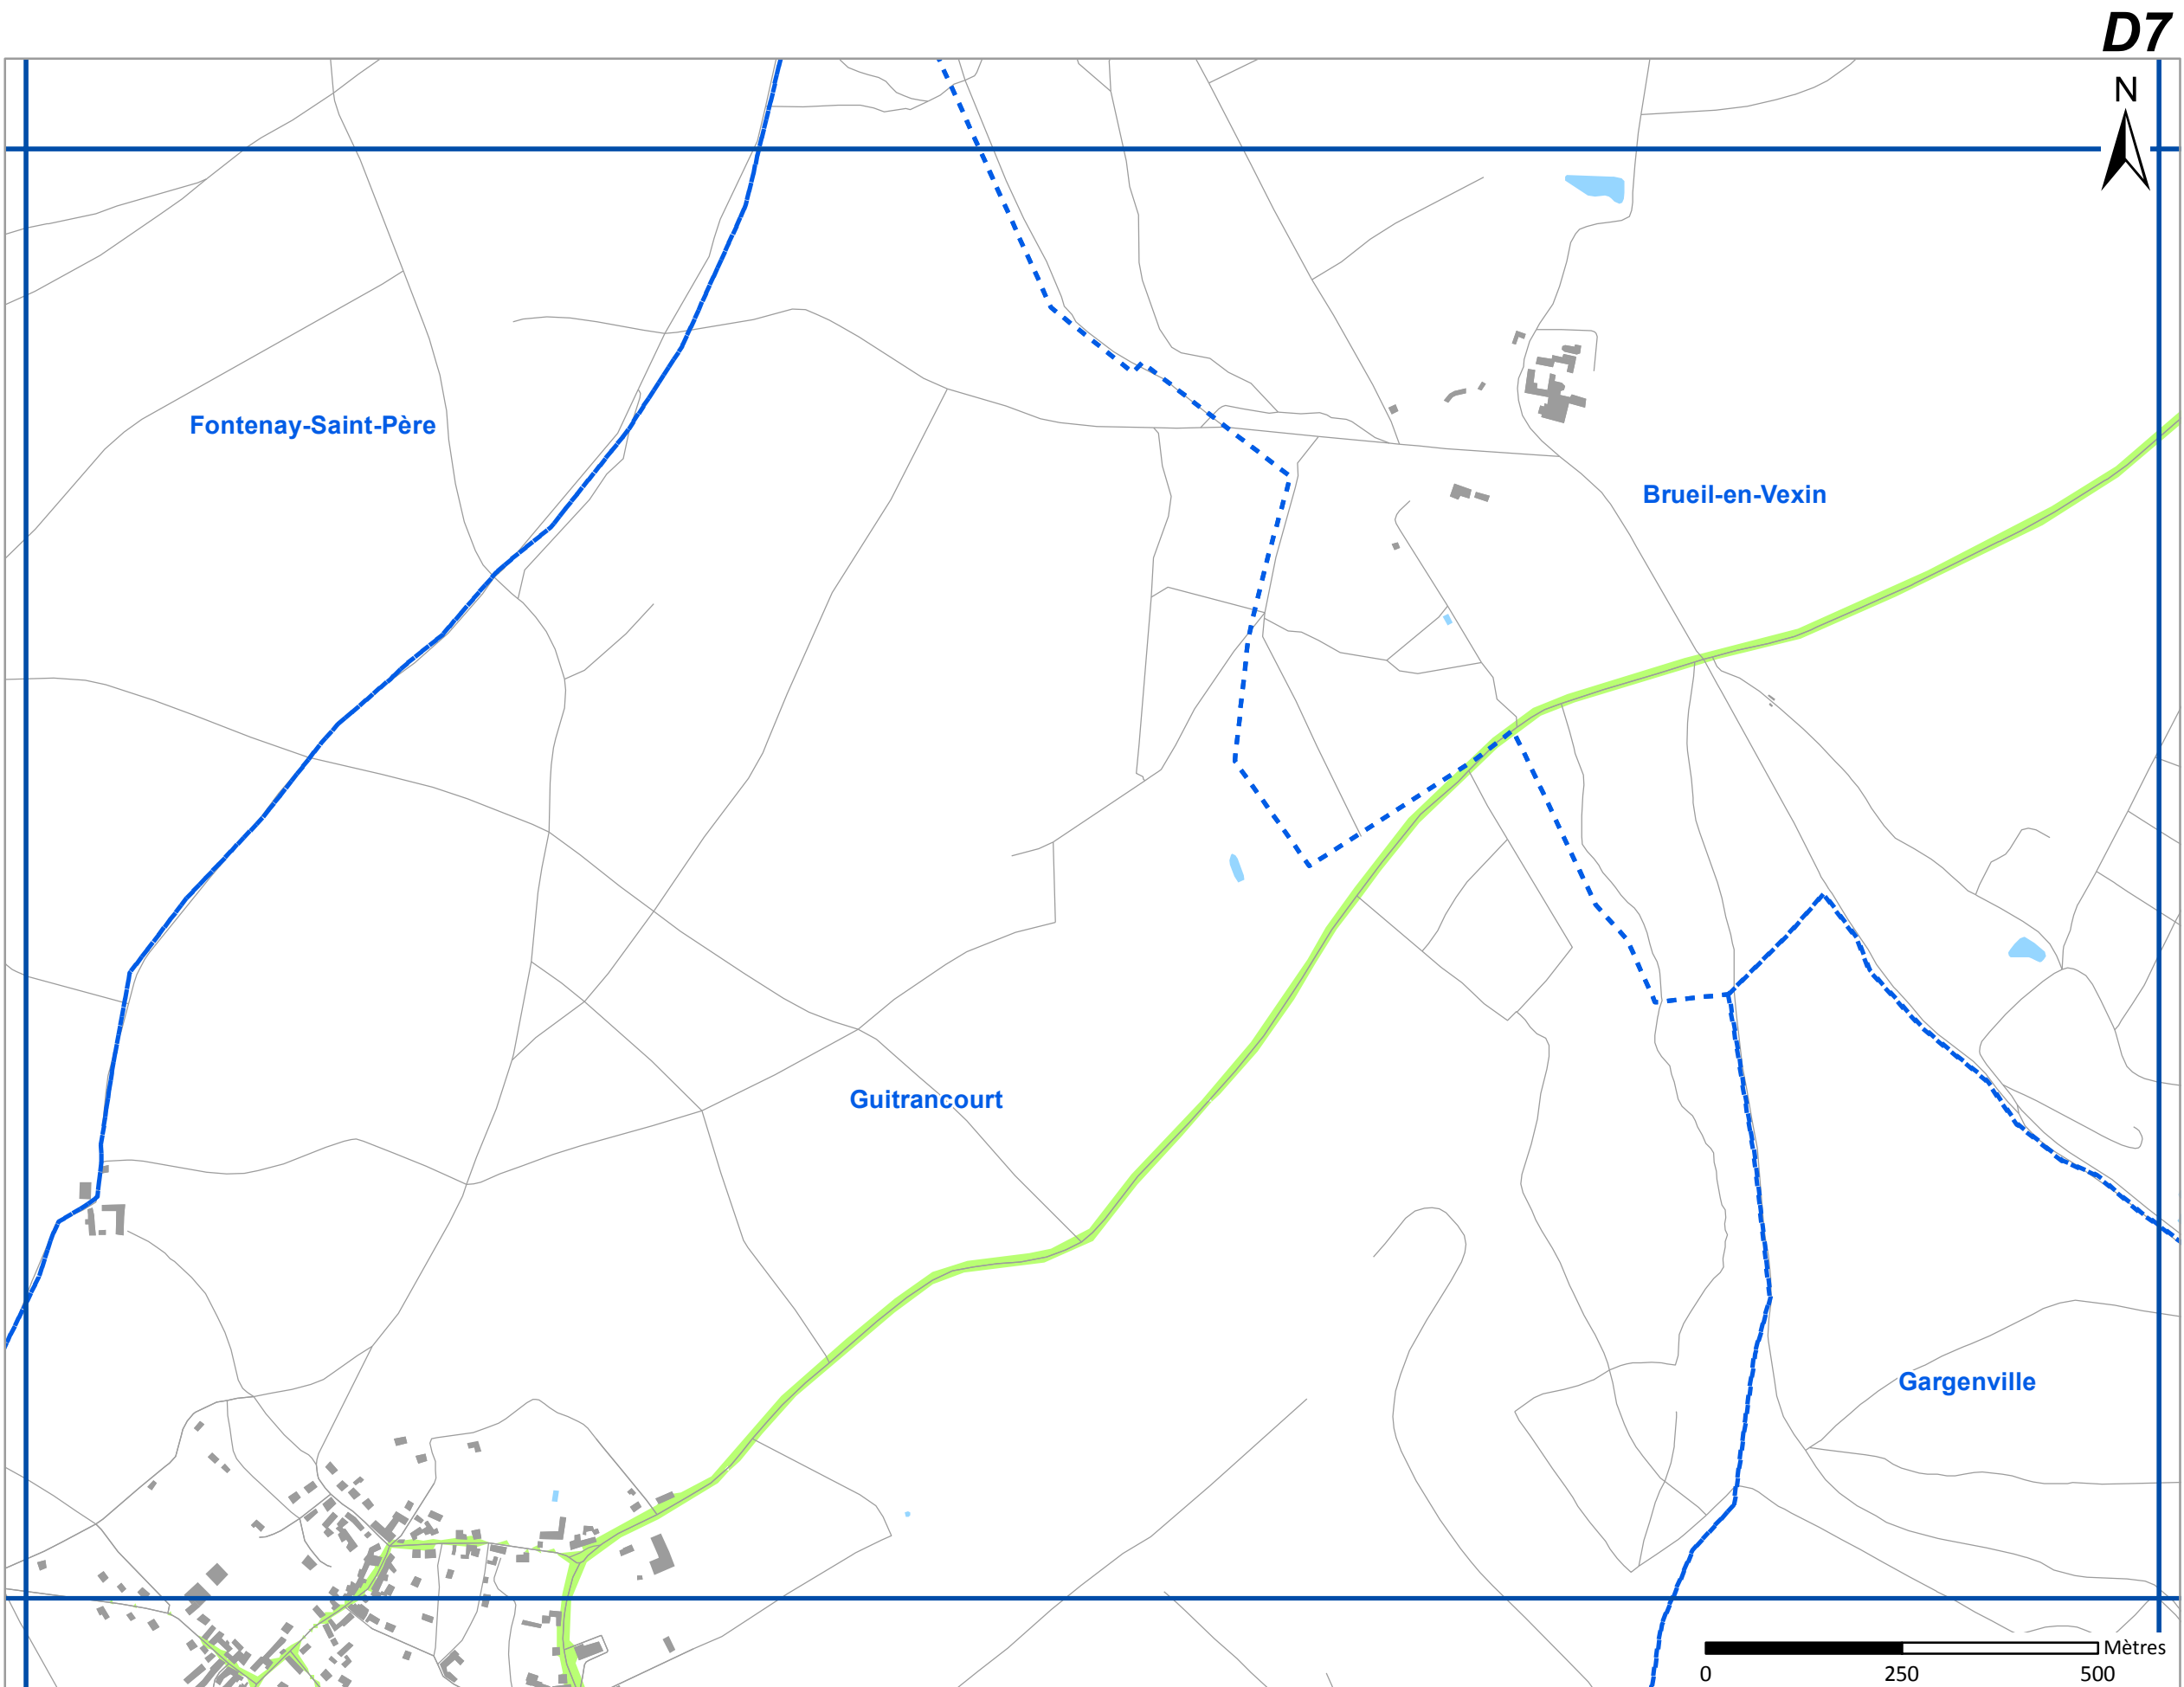 D7
N
Fontenay-Saint-Père
Brueil-en-Vexin
Guitrancourt
Gargenville
Mètres
0 250 500